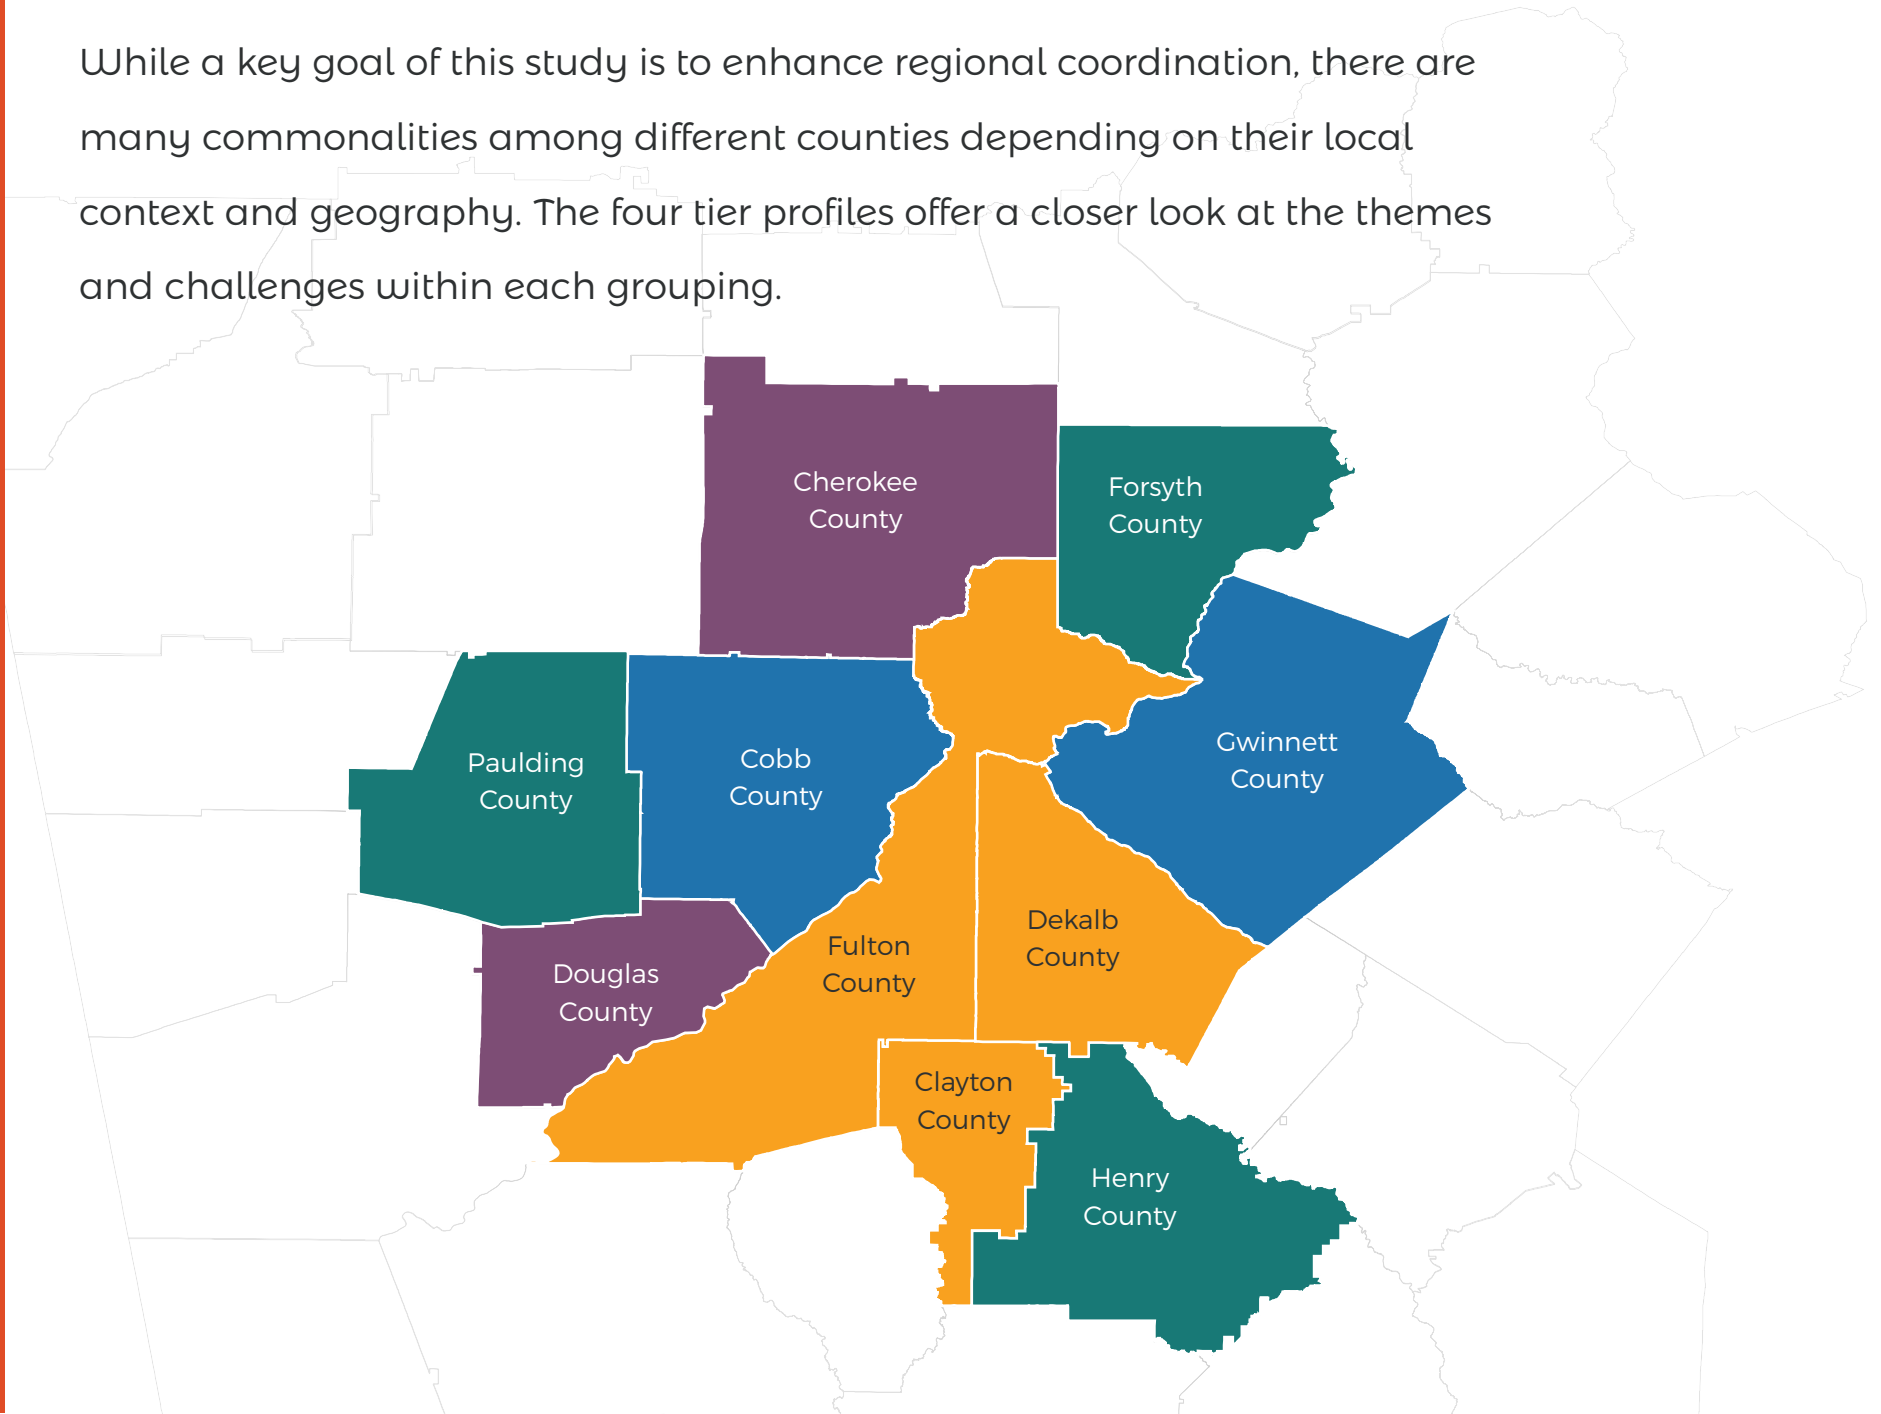 While a key goal of this study is to enhance regional coordination, there are
many commonalities among different counties depending on their local
context and geography. The four tier profiles offer a closer look at the themes
and challenges within each grouping.
Cherokee
County
Forsyth
County
Paulding
County
Cobb
County
Gwinnett
County
Douglas
County
Fulton
County
Dekalb
County
Clayton
County
Henry
County